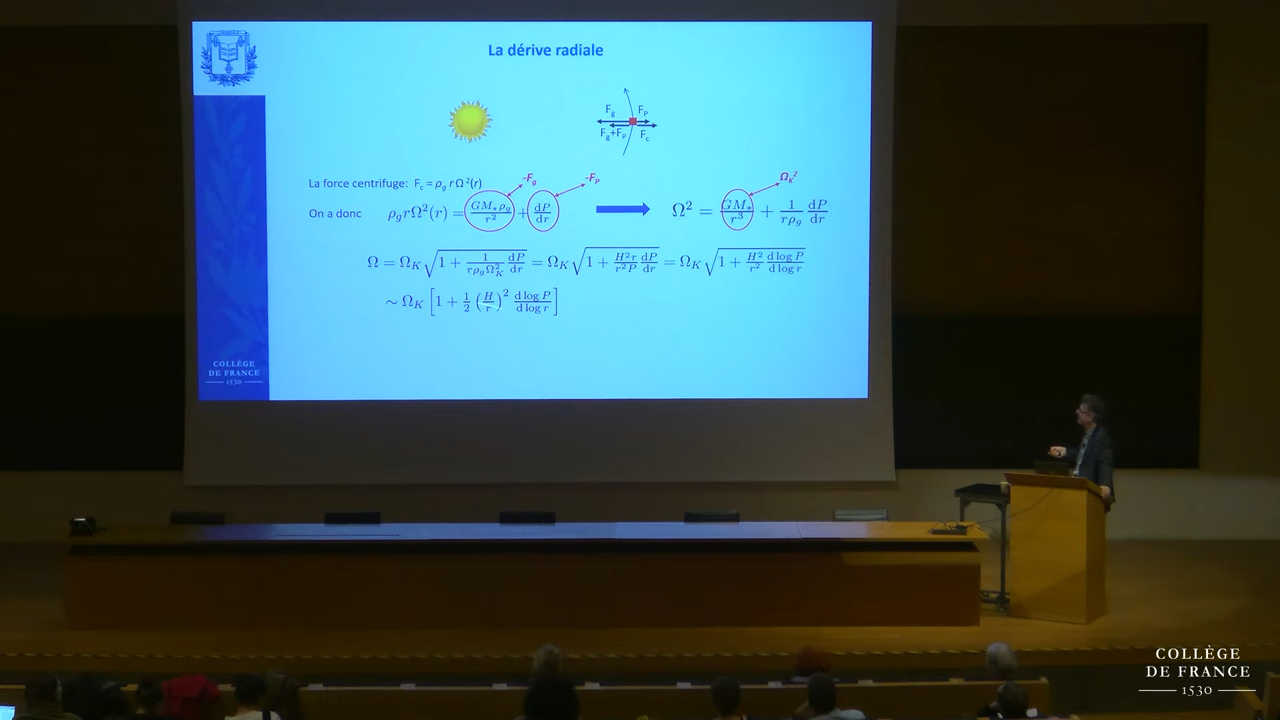 La dérive radiale
F_g F_p
F_g+F_p F_c
La force centrifuge: F_c = ρ_g r Ω²(r)
-F_g
-F_P
Ω_K²
On a donc ρ_g rΩ²(r) = GM_*ρ_g/r² + dP/dr
Ω² = GM_*/r³ + 1/(rρ_g) dP/dr
Ω = Ω_K √(1 + 1/(rρ_gΩ_K²) dP/dr) = Ω_K √(1 + H²r/(r²P) dP/dr) = Ω_K √(1 + H²/r² d log P/d log r)
∼ Ω_K [1 + 1/2 (H/r)² d log P/d log r]
COLLÈGE
DE FRANCE
1530
COLLÈGE
DE FRANCE
1530